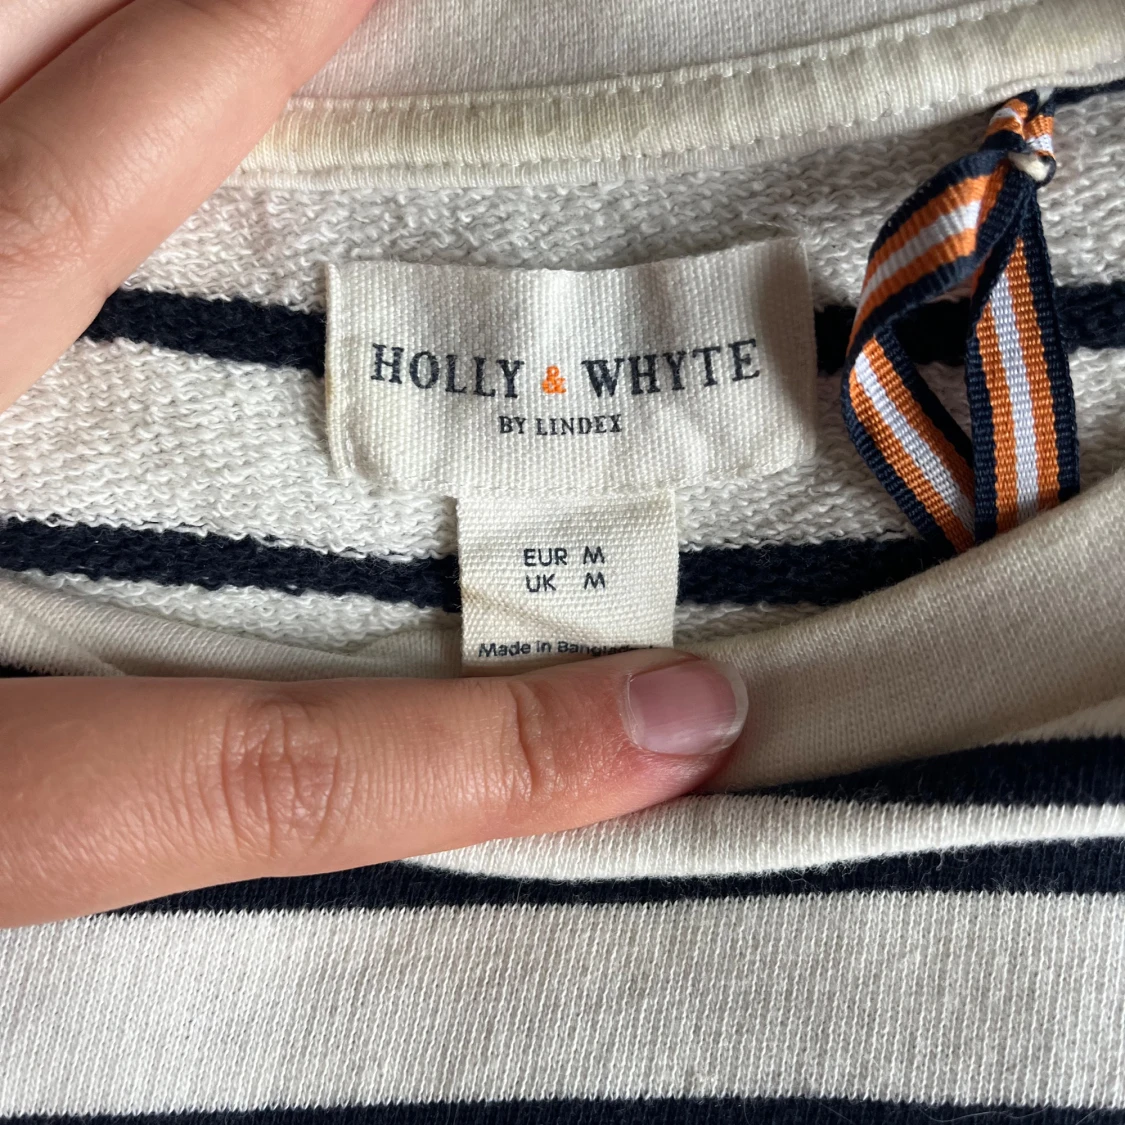 HOLLY & WHYTE
BY LINDEX
EUR M
UK M
Made in